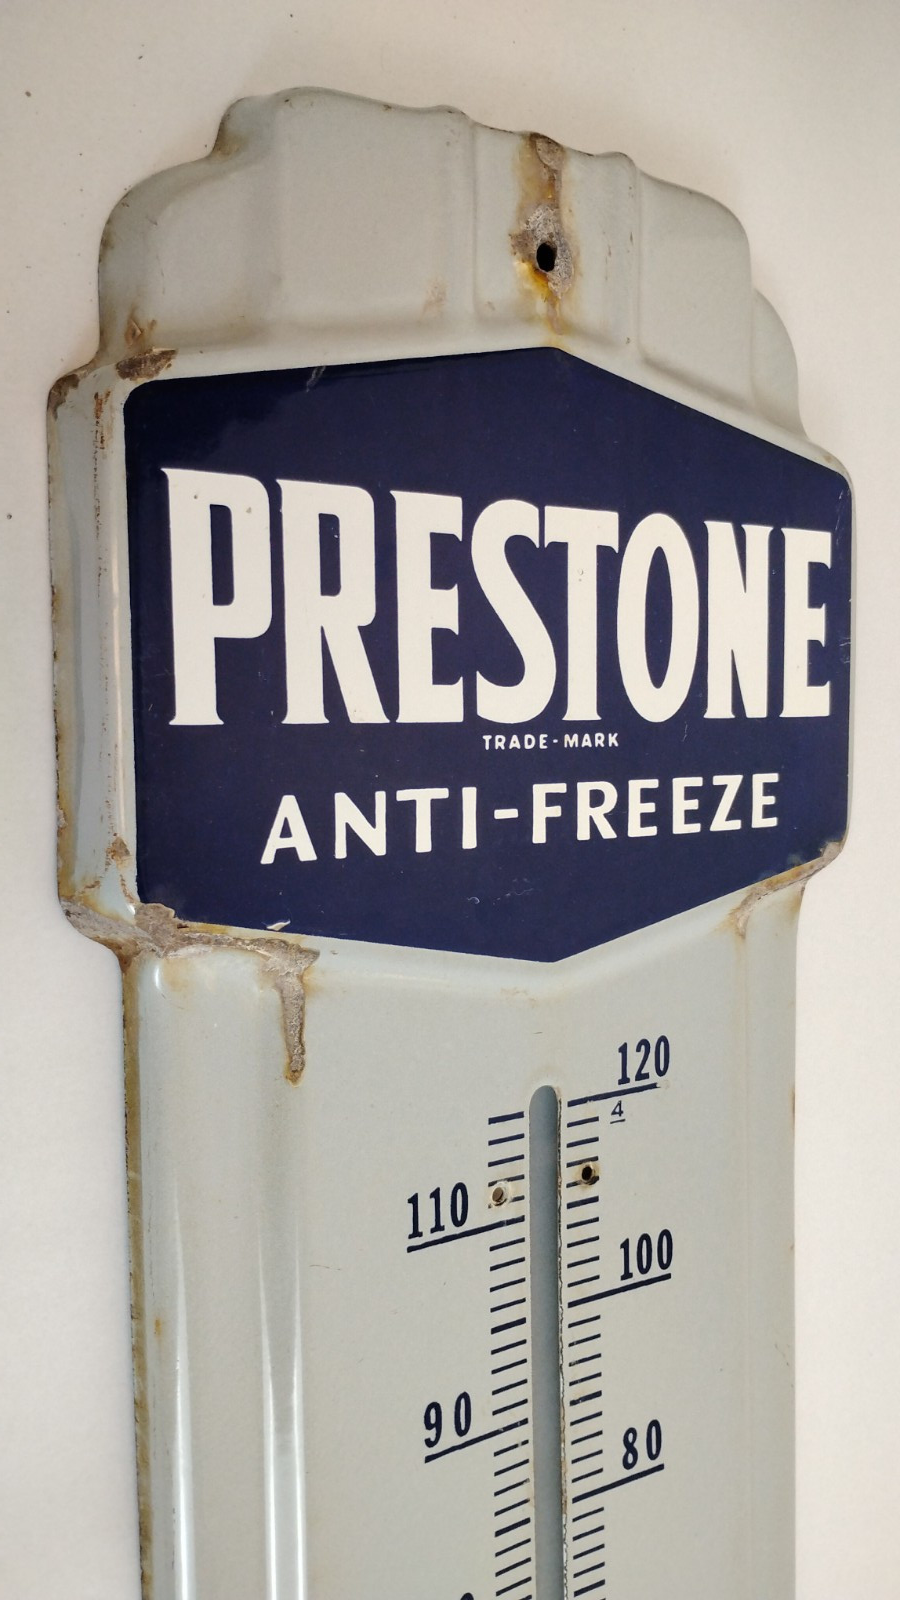 PRESTONE
TRADE-MARK
ANTI-FREEZE
120
4
110
100
90
80